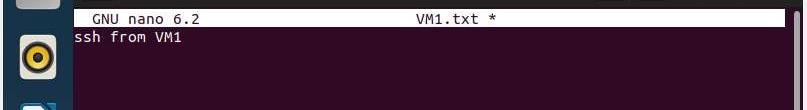 GNU nano 6.2 VM1.txt *
ssh from VM1